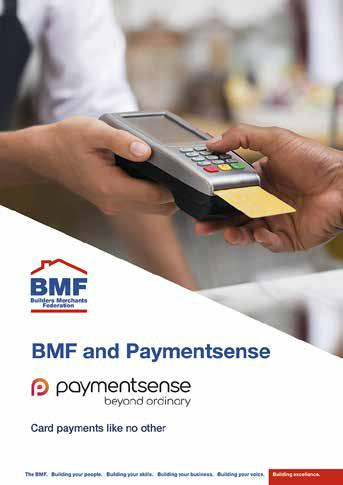 BMF
Builders Merchants
Federation
BMF and Paymentsense
paymentsense
beyond ordinary
Card payments like no other
The BMF. Building your people. Building your skills. Building your business. Building your voice. Building excellence.